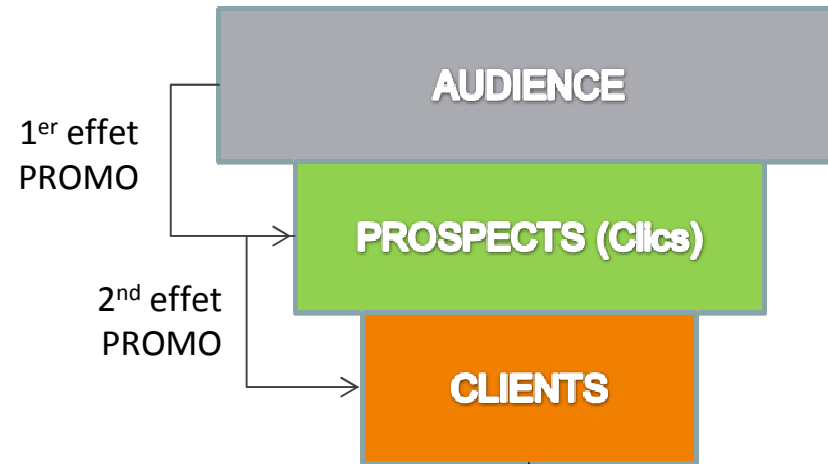 AUDIENCE
1er effet
PROMO
PROSPECTS (Clics)
2nd effet
PROMO
CLIENTS